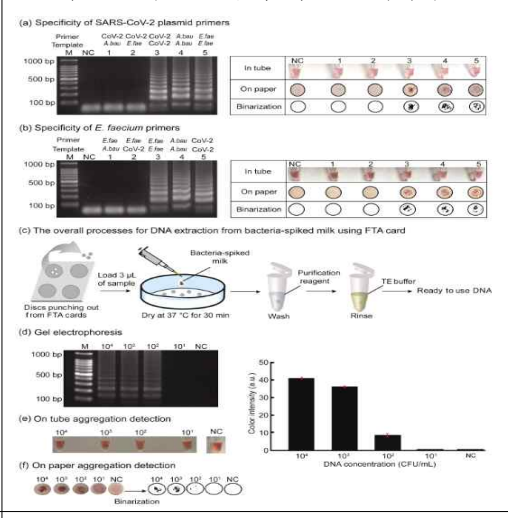 (a) Specificity of SARS-CoV-2 plasmid primers
Primer CoV-2 CoV-2 CoV-2 A.bau E.fae
Template A.bau E.fae CoV-2 A.bau E.fae
M NC 1 2 3 4 5
1000 bp
500 bp
100 bp
NC 1 2 3 4 5
In tube
On paper
Binarization
(b) Specificity of E. faecium primers
Primer E.fae E.fae E.fae A.bau CoV-2
Template A.bau CoV-2 E.fae A.bau CoV-2
M NC 1 2 3 4 5
1000 bp
500 bp
100 bp
NC 1 2 3 4 5
In tube
On paper
Binarization
(c) The overall processes for DNA extraction from bacteria-spiked milk using FTA card
Discs punching out
from FTA cards
Load 3 µL
of sample
Bacteria-spiked
milk
Dry at 37 °C for 30 min
Wash
Purification
reagent
Rinse
TE buffer
Ready to use DNA
(d) Gel electrophoresis
M 10⁴ 10³ 10² 10¹ NC
1000 bp
500 bp
100 bp
(e) On tube aggregation detection
10⁴ 10³ 10² 10¹ NC
(f) On paper aggregation detection
10⁴ 10³ 10² 10¹ NC
Binarization
10⁴ 10³ 10² 10¹ NC
Color intensity (a.u.)
50
40
30
20
10
0
10⁴ 10³ 10² 10¹ NC
DNA concentration (CFU/mL)